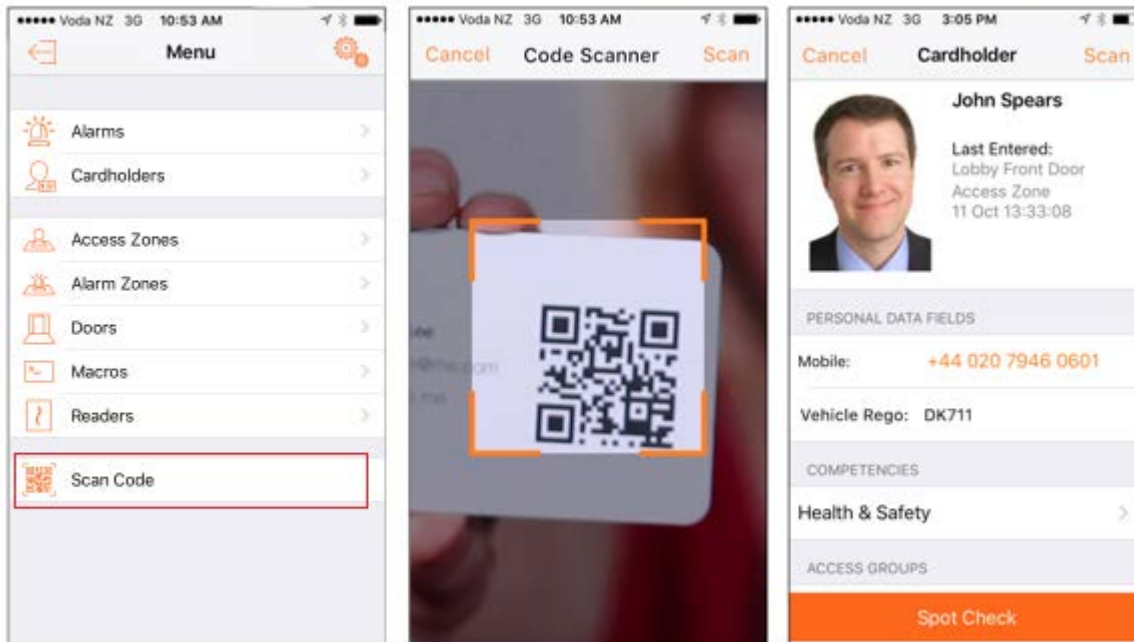 Voda NZ 3G 10:53 AM
Menu
Alarms
Cardholders
Access Zones
Alarm Zones
Doors
Macros
Readers
Scan Code
Voda NZ 3G 10:53 AM
Cancel Code Scanner Scan
me.com
Voda NZ 3G 3:05 PM
Cancel Cardholder Scan
John Spears
Last Entered:
Lobby Front Door
Access Zone
11 Oct 13:33:08
PERSONAL DATA FIELDS
Mobile: +44 020 7946 0601
Vehicle Rego: DK711
COMPETENCIES
Health & Safety
ACCESS GROUPS
Spot Check